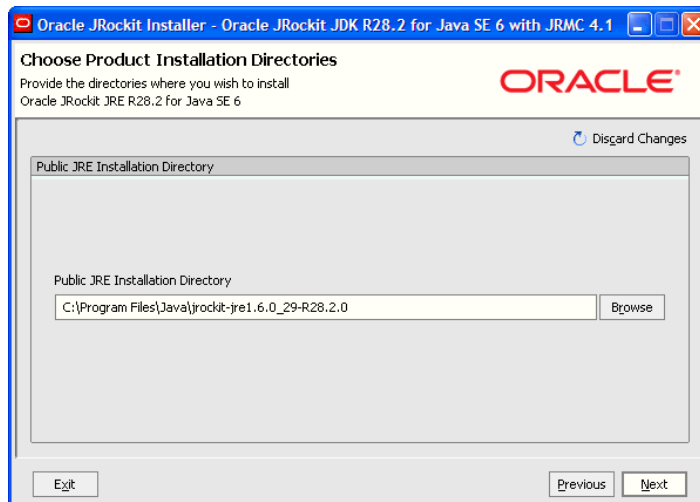 Oracle JRockit Installer - Oracle JRockit JDK R28.2 for Java SE 6 with JRMC 4.1
Choose Product Installation Directories
Provide the directories where you wish to install
Oracle JRockit JRE R28.2 for Java SE 6
ORACLE
Discard Changes
Public JRE Installation Directory
Public JRE Installation Directory
C:\Program Files\Java\jrockit-jre1.6.0_29-R28.2.0
Browse
Exit
Previous
Next